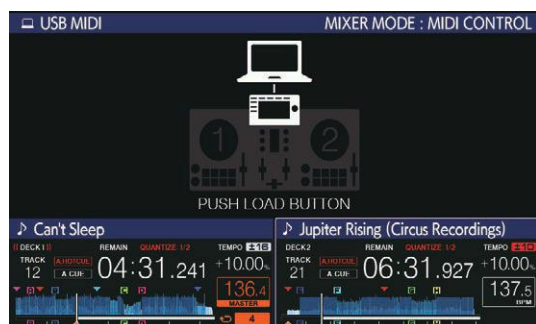 USB MIDI
MIXER MODE : MIDI CONTROL
1
2
PUSH LOAD BUTTON
♪ Can't Sleep
DECK1
REMAIN
QUANTIZE 1/2
TEMPO ±16
TRACK
12
A.HOTCUE
A CUE
04:31.241
+10.00%
136.4
MASTER
4
♪ Jupiter Rising (Circus Recordings)
DECK2
REMAIN
QUANTIZE 1/2
TEMPO ±10
TRACK
21
A.HOTCUE
A CUE
06:31.927
+10.00%
137.5
BPM